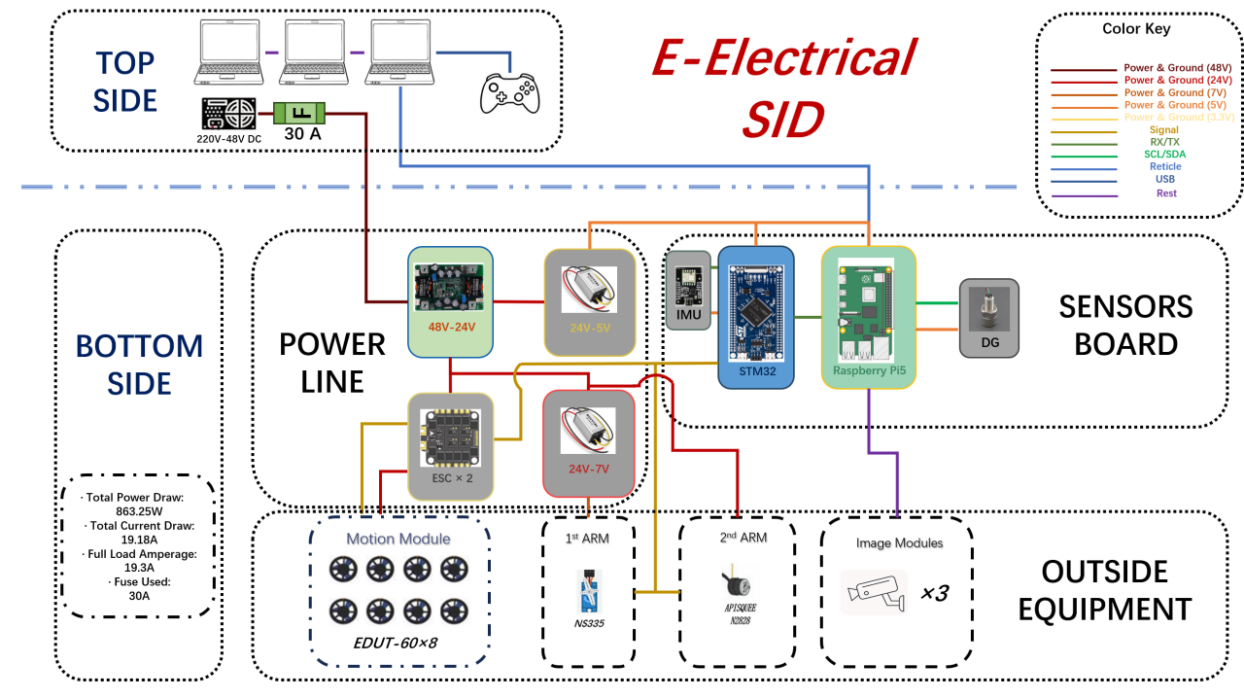 TOP
SIDE
220V-48V DC
F
30 A
E-Electrical
SID
Color Key
Power & Ground (48V)
Power & Ground (24V)
Power & Ground (7V)
Power & Ground (5V)
Power & Ground (3.3V)
Signal
RX/TX
SCL/SDA
Reticle
USB
Rest
BOTTOM
SIDE
· Total Power Draw:
863.25W
· Total Current Draw:
19.18A
· Full Load Amperage:
19.3A
· Fuse Used:
30A
POWER
LINE
48V-24V
24V-5V
ESC × 2
24V-7V
IMU
STM32
Raspberry Pi5
DG
SENSORS
BOARD
Motion Module
EDUT-60×8
1st ARM
NS335
2nd ARM
APISQUEE
N2828
Image Modules
×3
OUTSIDE
EQUIPMENT